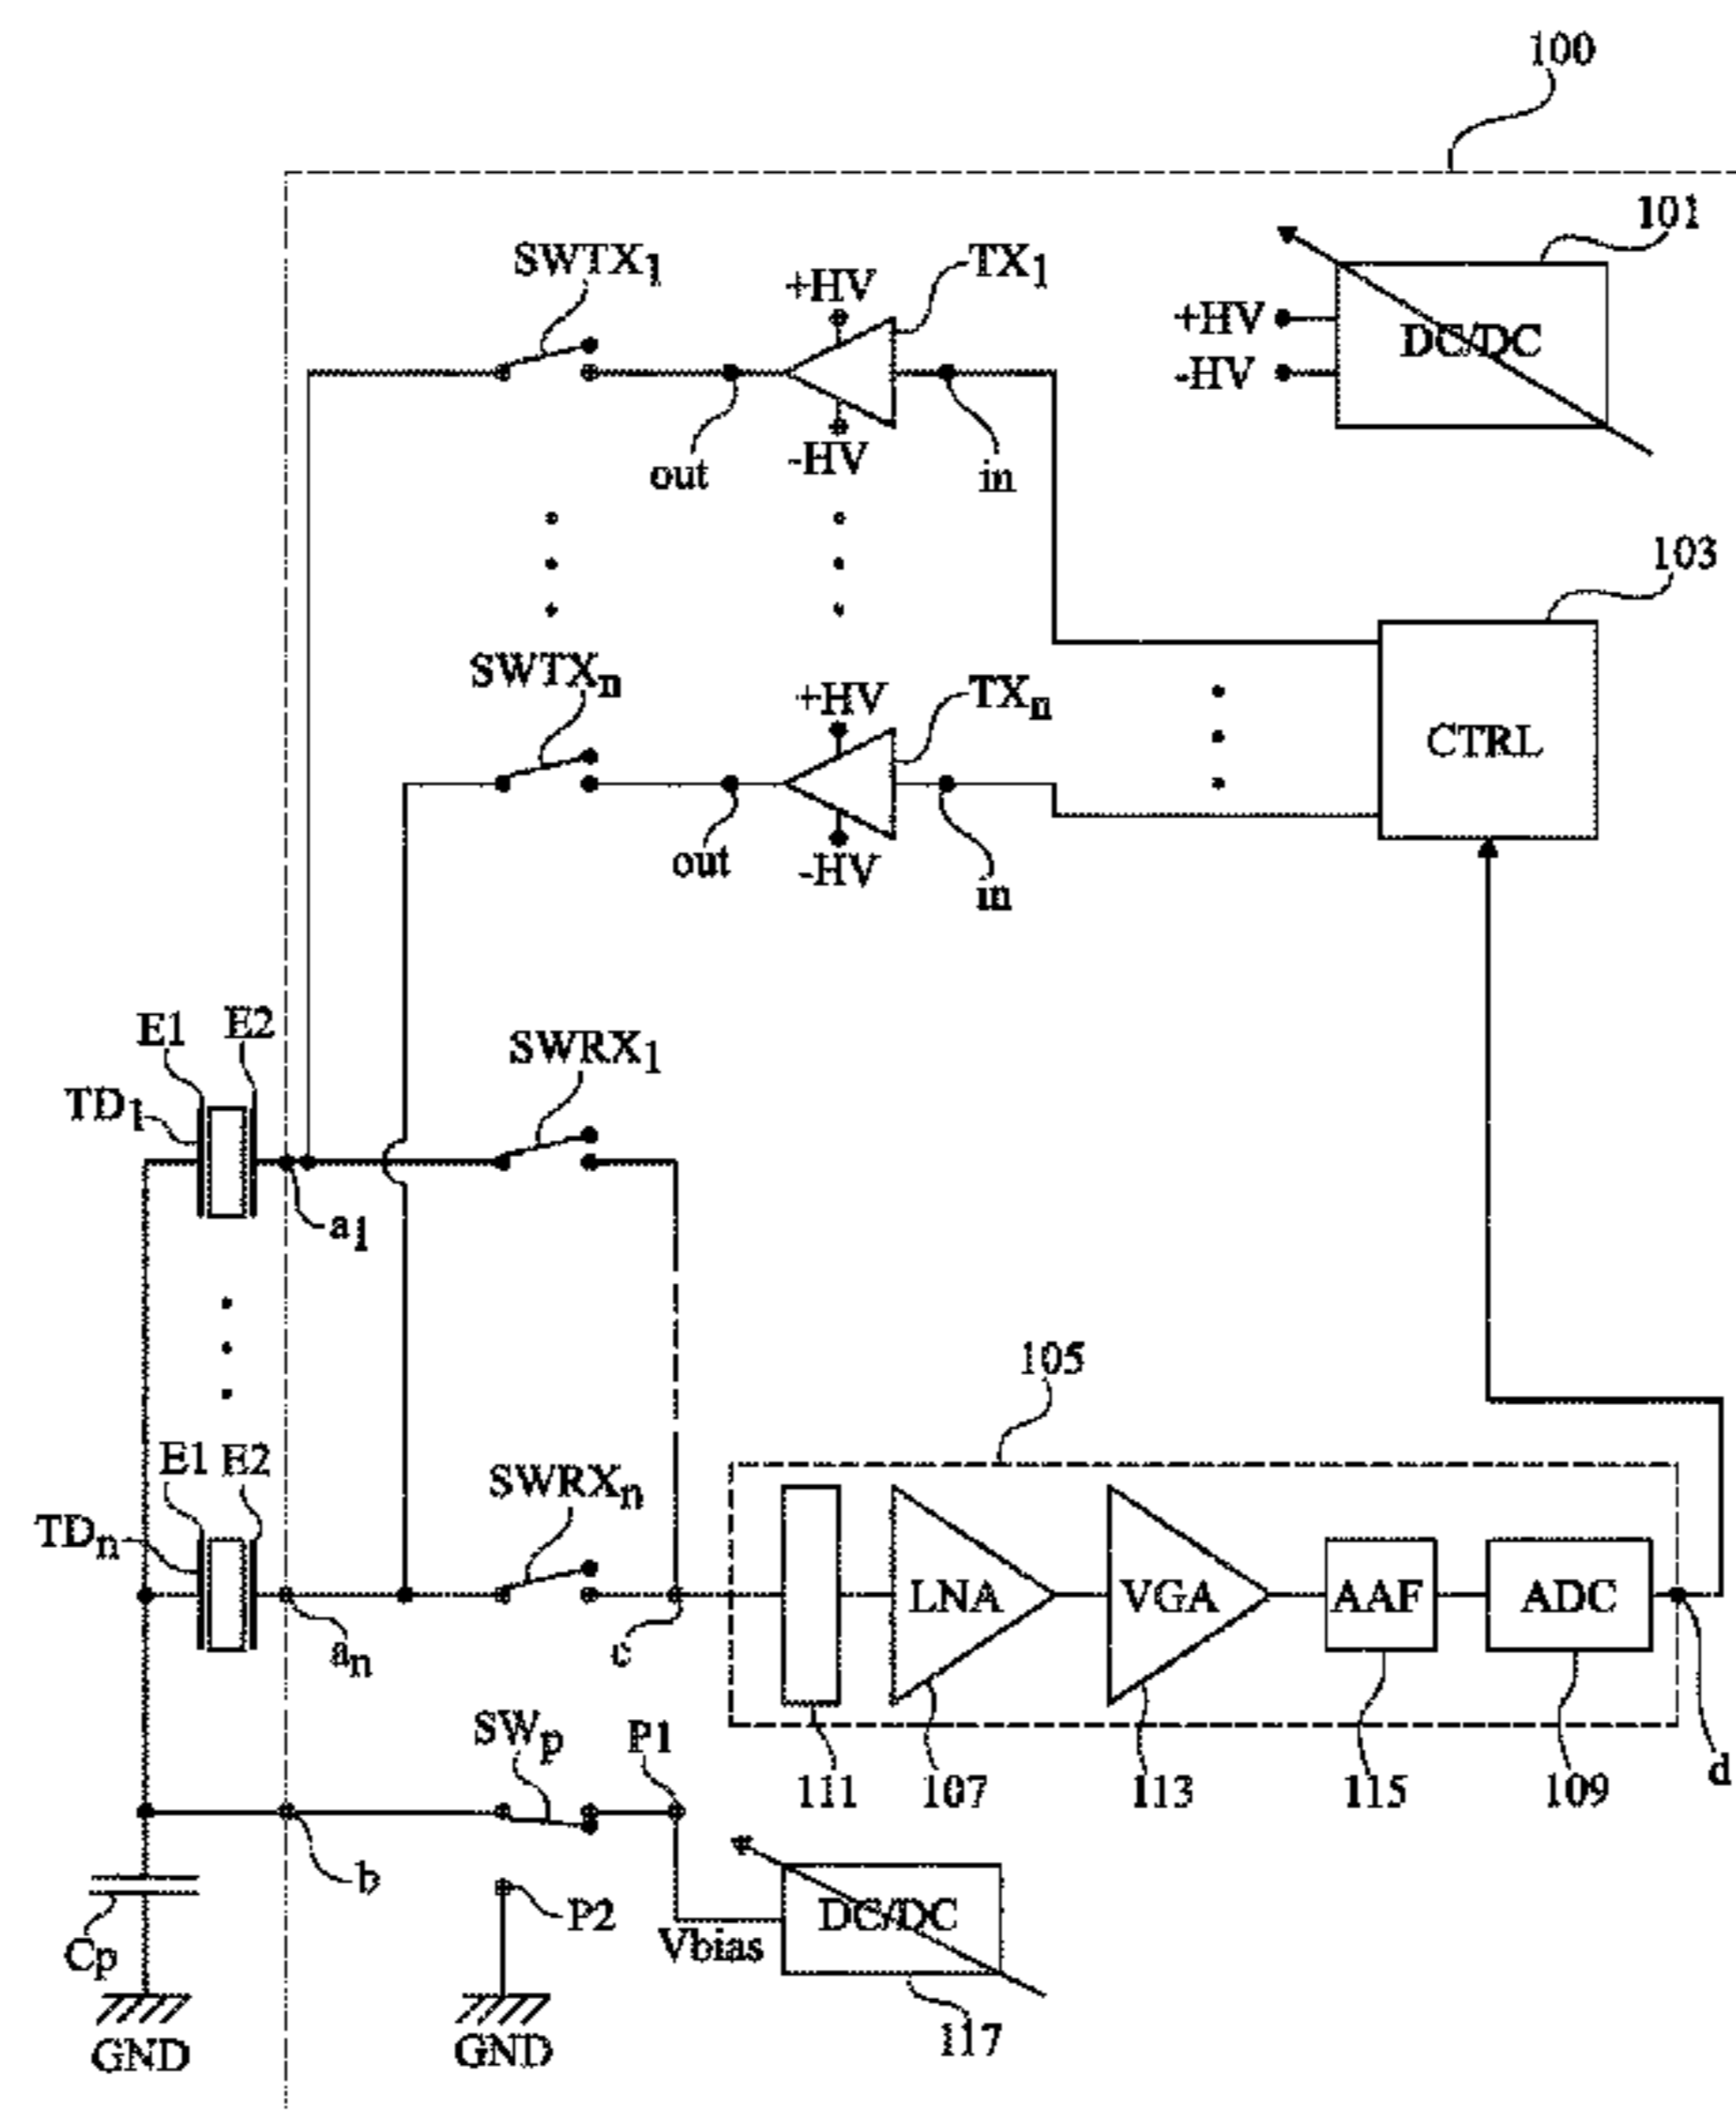 100
101
SWTX1
+HV
TX1
+HV
DC/DC
-HV
-HV
out
in
103
SWTXn
+HV
TXn
CTRL
out
-HV
in
E1
E2
SWRX1
TD1
a1
105
E1
E2
SWRXn
TDn
LNA
VGA
AAF
ADC
an
c
SWp
P1
111
107
113
115
109
d
b
P2
DC/DC
Cp
Vbias
GND
GND
117